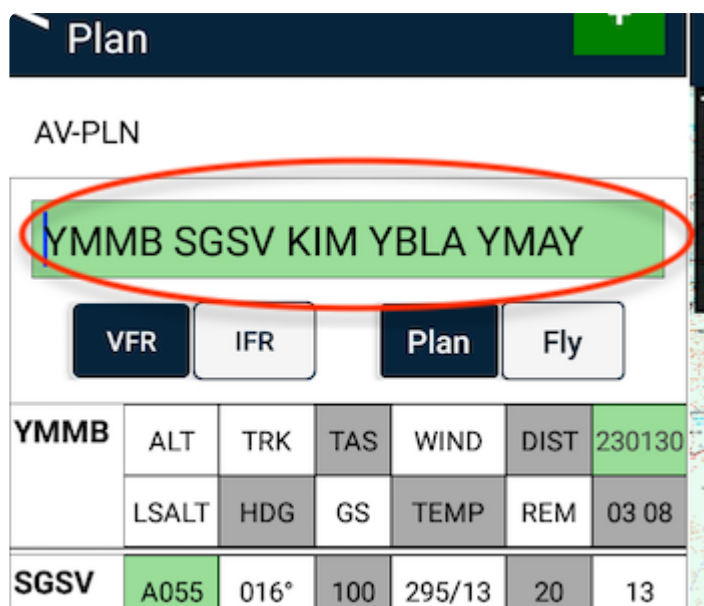 Plan
AV-PLN
YMMB SGSV KIM YBLA YMAY
VFR IFR Plan Fly
YMMB ALT TRK TAS WIND DIST 230130
LSALT HDG GS TEMP REM 03 08
SGSV A055 016° 100 295/13 20 13